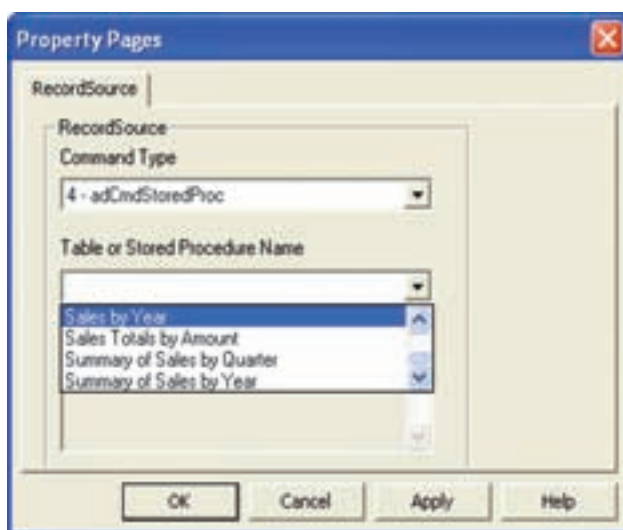 Property Pages
RecordSource
RecordSource
Command Type
4 - adCmdStoredProc
Table or Stored Procedure Name
Sales by Year
Sales Totals by Amount
Summary of Sales by Quarter
Summary of Sales by Year
OK
Cancel
Apply
Help